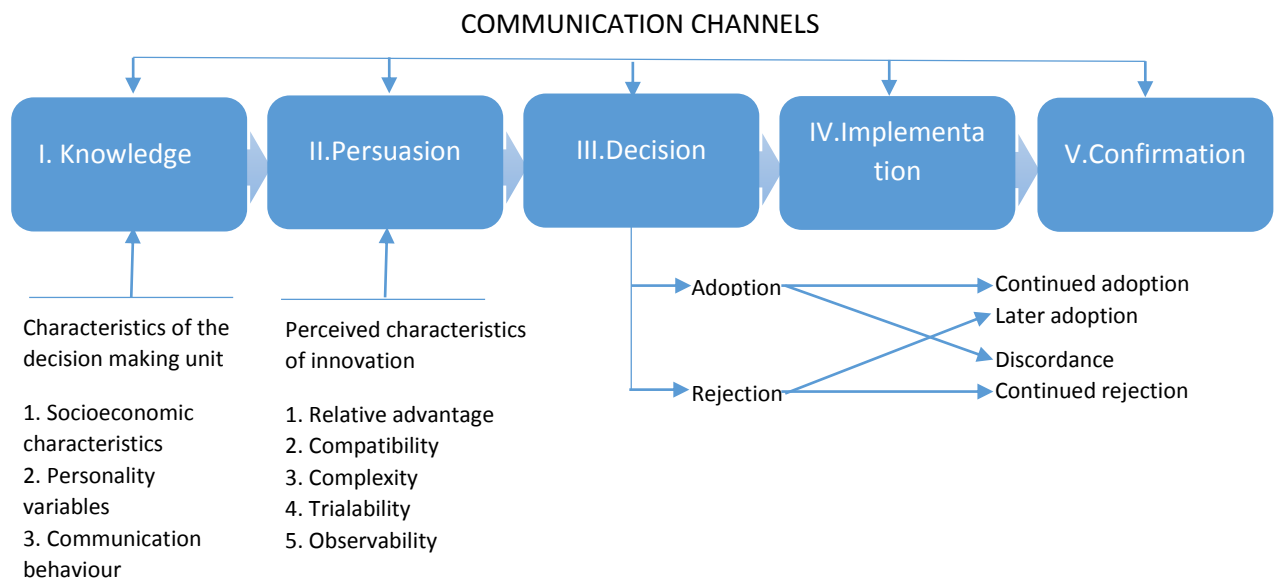 COMMUNICATION CHANNELS
I. Knowledge
II.Persuasion
III.Decision
IV.Implementa
tion
V.Confirmation
Adoption
Rejection
Continued adoption
Later adoption
Discordance
Continued rejection
Characteristics of the
decision making unit
1. Socioeconomic
characteristics
2. Personality
variables
3. Communication
behaviour
Perceived characteristics
of innovation
1. Relative advantage
2. Compatibility
3. Complexity
4. Trialability
5. Observability